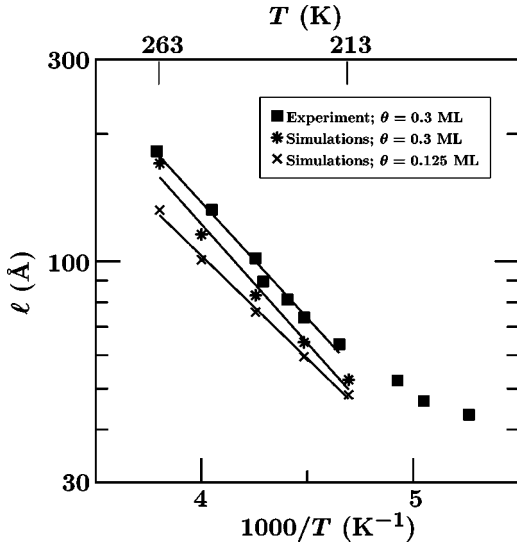 T (K)
263 213
300
Experiment; θ = 0.3 ML
Simulations; θ = 0.3 ML
Simulations; θ = 0.125 ML
100
ℓ (Å)
30
4 5
1000/T (K⁻¹)